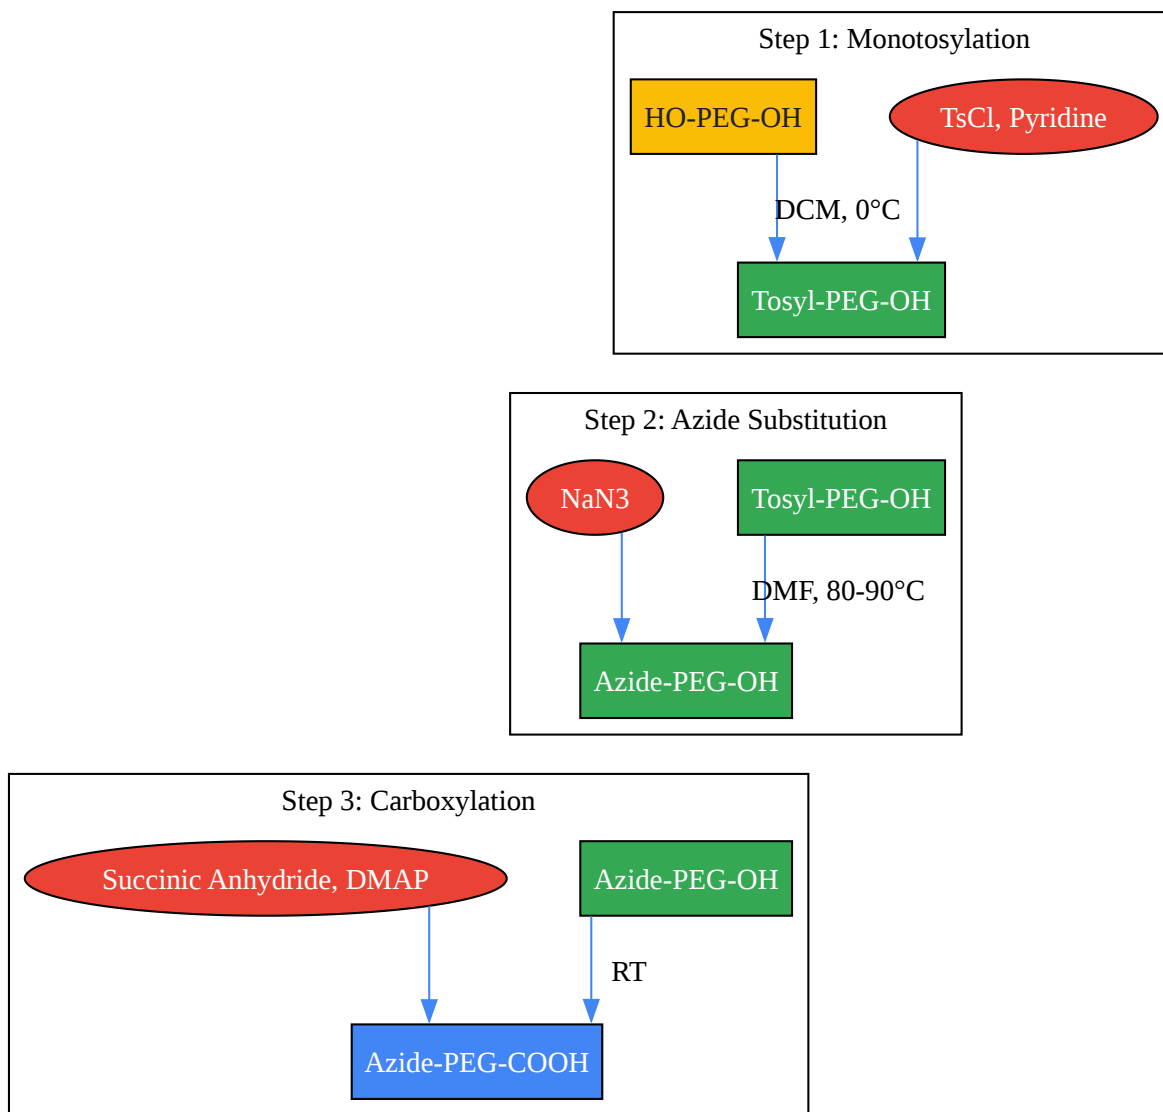 Step 1: Monotosylation
HO-PEG-OH
TsCl, Pyridine
DCM, 0°C
Tosyl-PEG-OH
Step 2: Azide Substitution
NaN3
Tosyl-PEG-OH
DMF, 80-90°C
Azide-PEG-OH
Step 3: Carboxylation
Succinic Anhydride, DMAP
Azide-PEG-OH
RT
Azide-PEG-COOH